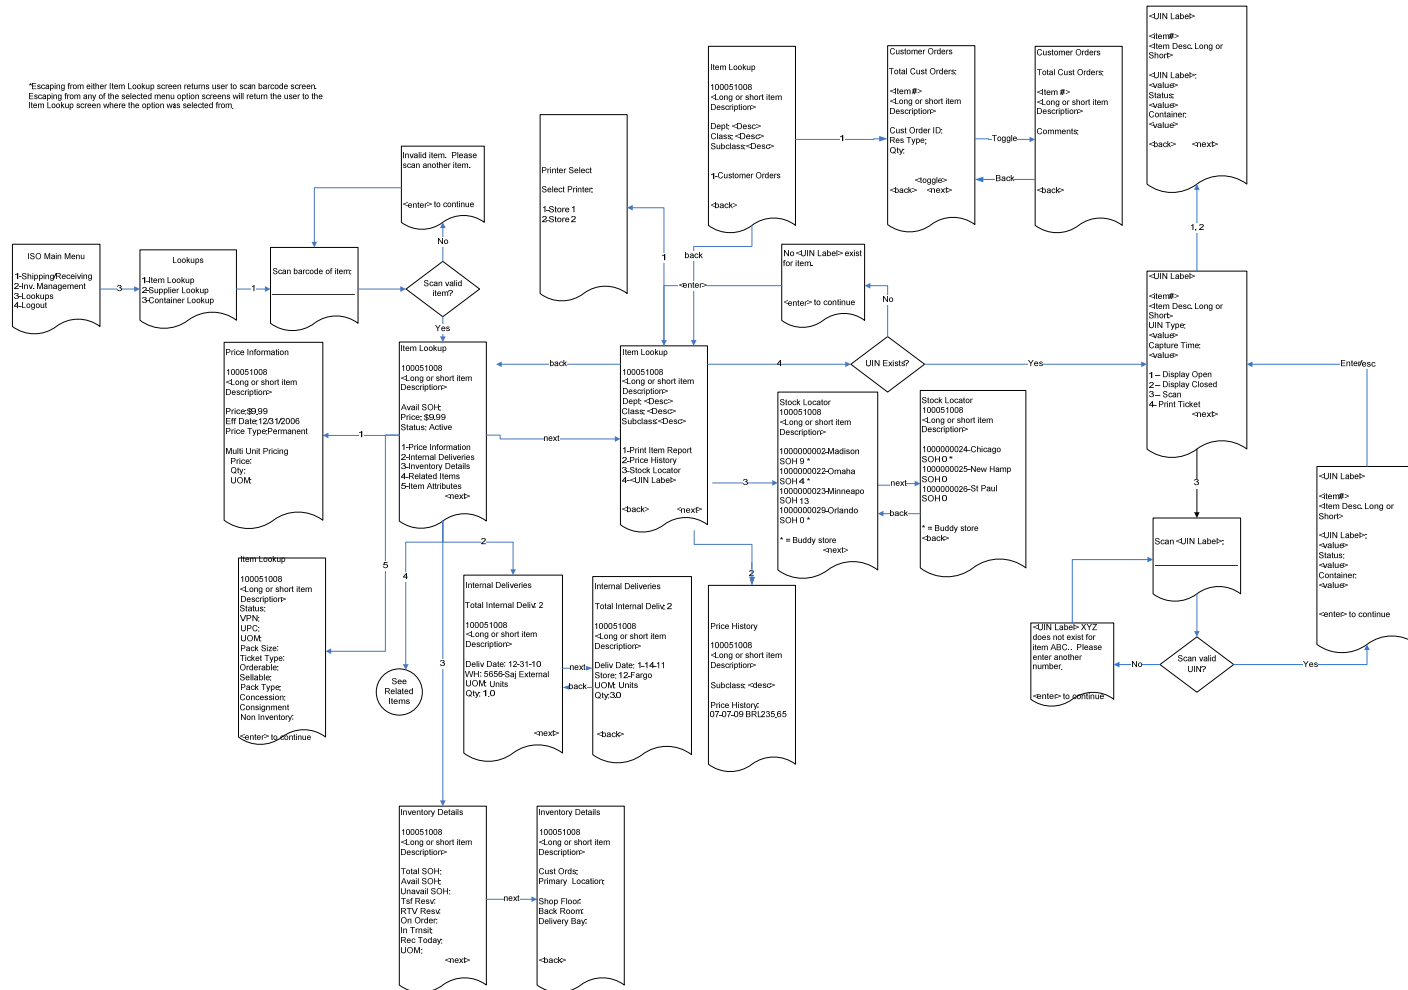 *Escaping from either Item Lookup screen returns user to scan barcode screen.
Escaping from any of the selected menu option screens will return the user to the
Item Lookup screen where the option was selected from.
ISO Main Menu
1-Shipping/Receiving
2-Inv. Management
3-Lookups
4-Logout
3
Lookups
1-Item Lookup
2-Supplier Lookup
3-Container Lookup
1
Scan barcode of item:
Invalid item.  Please
scan another item.
<enter> to continue
No
Scan valid
item?
Yes
Printer Select
Select Printer:
1-Store 1
2-Store 2
1
Item Lookup
100051008
<Long or short item
Description>
Dept: <Desc>
Class: <Desc>
Subclass:<Desc>
1-Customer Orders
<back>
1
back
Customer Orders
Total Cust Orders:
<Item #>
<Long or short item
Description>
Cust Order ID:
Res Type:
Qty:
<toggle>
<back>   <next>
Toggle
Back
Customer Orders
Total Cust Orders:
<Item #>
<Long or short item
Description>
Comments:
<back>
<UIN Label>
<item#>
<Item Desc. Long or
Short>
<UIN Label>:
<value>
Status:
<value>
Container:
<value>
<back>   <next>
1, 2
No <UIN Label> exist
for item.
<enter> to continue
<enter>
No
UIN Exists?
4
Yes
<UIN Label>
<item#>
<Item Desc. Long or
Short>
UIN Type:
<value>
Capture Time:
<value>
1 – Display Open
2 – Display Closed
3 – Scan
4- Print Ticket
<next>
Enter/esc
3
Price Information
100051008
<Long or short item
Description>
Price:$9.99
Eff Date:12/31/2006
Price Type:Permanent
Multi Unit Pricing
Price:
Qty:
UOM:
1
Item Lookup
100051008
<Long or short item
Description>
Avail SOH:
Price: $9.99
Status: Active
1-Price Information
2-Internal Deliveries
3-Inventory Details
4-Related Items
5-Item Attributes
<next>
back
next
Item Lookup
100051008
<Long or short item
Description>
Dept: <Desc>
Class: <Desc>
Subclass:<Desc>
1-Print Item Report
2-Price History
3-Stock Locator
4-<UIN Label>
<back>   <next>
3
Stock Locator
100051008
<Long or short item
Description>
1000000002-Madison
SOH 9 *
1000000022-Omaha
SOH 4 *
1000000023-Minneapo
SOH 13
1000000029-Orlando
SOH 0 *
* = Buddy store
<next>
next
back
Stock Locator
100051008
<Long or short item
Description>
1000000024-Chicago
SOH 0 *
1000000025-New Hamp
SOH 0
1000000026-St Paul
SOH 0
* = Buddy store
<back>
<UIN Label>
<item#>
<Item Desc. Long or
Short>
<UIN Label>:
<value>
Status:
<value>
Container:
<value>
<enter> to continue
Scan <UIN Label>:
<UIN Label> XYZ
does not exist for
item ABC..  Please
enter another
number.
<enter> to continue
No
Scan valid
UIN?
Yes
Item Lookup
100051008
<Long or short item
Description>
Status:
VPN:
UPC:
UOM:
Pack Size:
Ticket Type:
Orderable:
Sellable:
Pack Type:
Concession:
Consignment
Non Inventory:
<enter> to continue
5
4
See
Related
Items
2
3
Internal Deliveries
Total Internal Deliv: 2
100051008
<Long or short item
Description>
Deliv Date: 12-31-10
WH: 5656-Saj External
UOM: Units
Qty: 1.0
<next>
next
back
Internal Deliveries
Total Internal Deliv: 2
100051008
<Long or short item
Description>
Deliv Date: 1-14-11
Store: 12-Fargo
UOM: Units
Qty:3.0
<back>
2
Price History
100051008
<Long or short item
Description>
Subclass: <desc>
Price History:
07-07-09 BRL235.65
Inventory Details
100051008
<Long or short item
Description>
Total SOH:
Avail SOH:
Unavail SOH:
Tsf Resv:
RTV Resv:
On Order:
In Trnsit:
Rec Today:
UOM:
<next>
next
Inventory Details
100051008
<Long or short item
Description>
Cust Ords:
Primary  Location:
Shop Floor:
Back Room:
Delivery Bay:
<back>